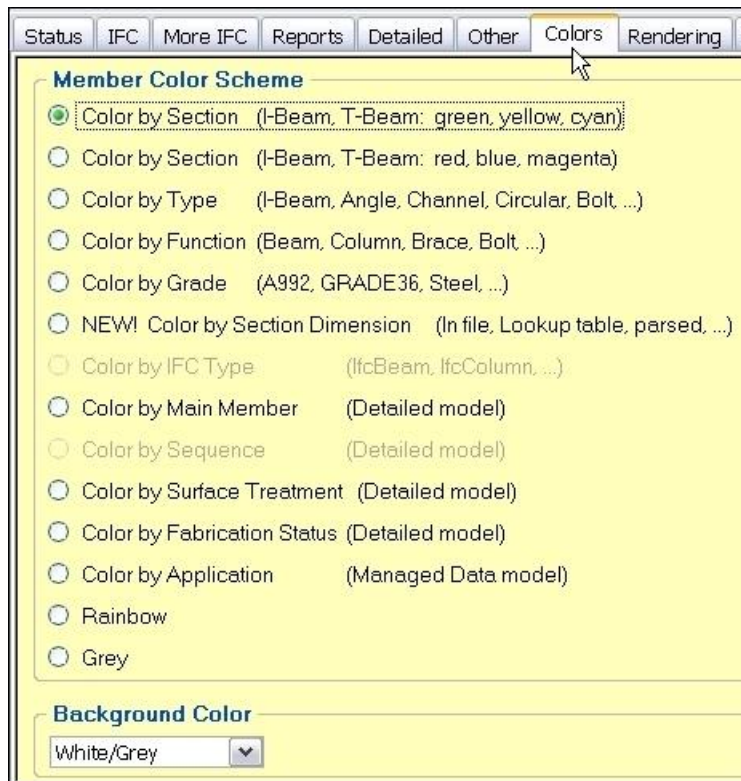 Status IFC More IFC Reports Detailed Other Colors Rendering
Member Color Scheme
Color by Section (I-Beam, T-Beam: green, yellow, cyan)
Color by Section (I-Beam, T-Beam: red, blue, magenta)
Color by Type (I-Beam, Angle, Channel, Circular, Bolt, ...)
Color by Function (Beam, Column, Brace, Bolt, ...)
Color by Grade (A992, GRADE36, Steel, ...)
NEW! Color by Section Dimension (In file, Lookup table, parsed, ...)
Color by IFC Type (IfcBeam, IfcColumn, ...)
Color by Main Member (Detailed model)
Color by Sequence (Detailed model)
Color by Surface Treatment (Detailed model)
Color by Fabrication Status (Detailed model)
Color by Application (Managed Data model)
Rainbow
Grey
Background Color
White/Grey